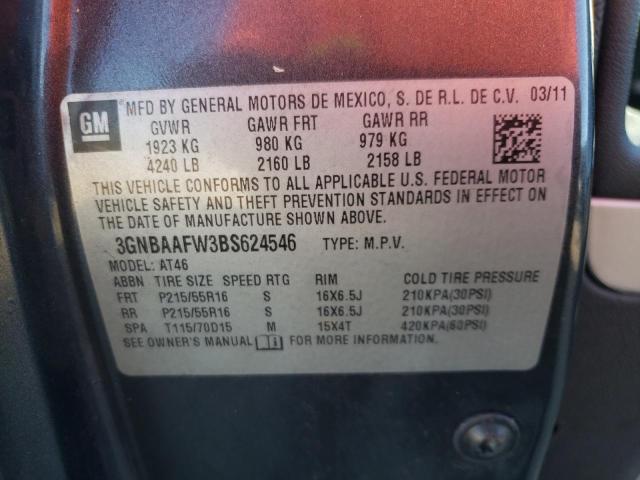 GM
MFD BY GENERAL MOTORS DE MEXICO, S. DE R.L. DE C.V. 03/11
GVWR GAWR FRT GAWR RR
1923 KG 980 KG 979 KG
4240 LB 2160 LB 2158 LB
THIS VEHICLE CONFORMS TO ALL APPLICABLE U.S. FEDERAL MOTOR
VEHICLE SAFETY AND THEFT PREVENTION STANDARDS IN EFFECT ON
THE DATE OF MANUFACTURE SHOWN ABOVE.
3GNBAAFW3BS624546 TYPE: M.P.V.
MODEL: AT46
ABBN TIRE SIZE SPEED RTG RIM COLD TIRE PRESSURE
FRT P215/55R16 S 16X6.5J 210KPA(30PSI)
RR P215/55R16 S 16X6.5J 210KPA(30PSI)
SPA T115/70D15 M 15X4T 420KPA(60PSI)
SEE OWNER'S MANUAL FOR MORE INFORMATION.